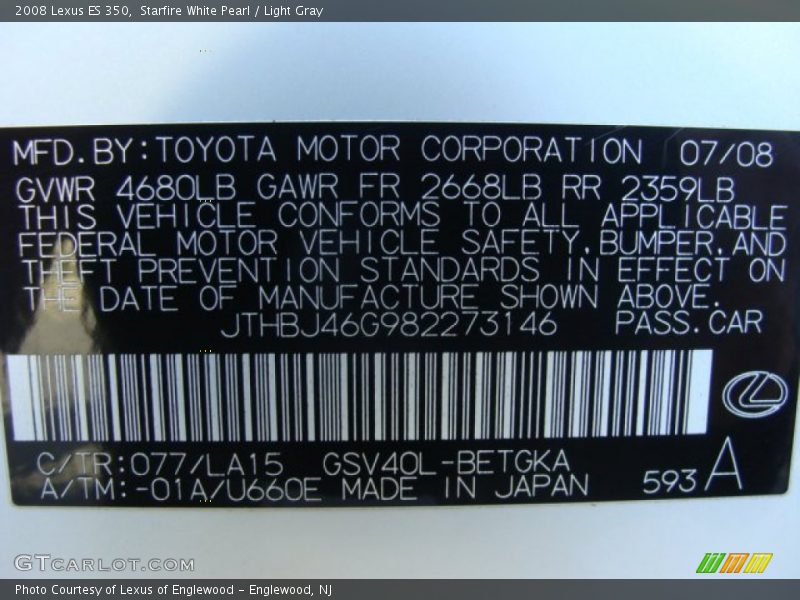 2008 Lexus ES 350, Starfire White Pearl / Light Gray
MFD.BY:TOYOTA MOTOR CORPORATION 07/08
GVWR 4680LB GAWR FR 2668LB RR 2359LB
THIS VEHICLE CONFORMS TO ALL APPLICABLE
FEDERAL MOTOR VEHICLE SAFETY,BUMPER,AND
THEFT PREVENTION STANDARDS IN EFFECT ON
THE DATE OF MANUFACTURE SHOWN ABOVE.
JTHBJ46G982273146 PASS.CAR
C/TR:077/LA15 GSV40L-BETGKA
A/TM:-01A/U660E MADE IN JAPAN 593 A
GTCARLOT.COM
Photo Courtesy of Lexus of Englewood - Englewood, NJ